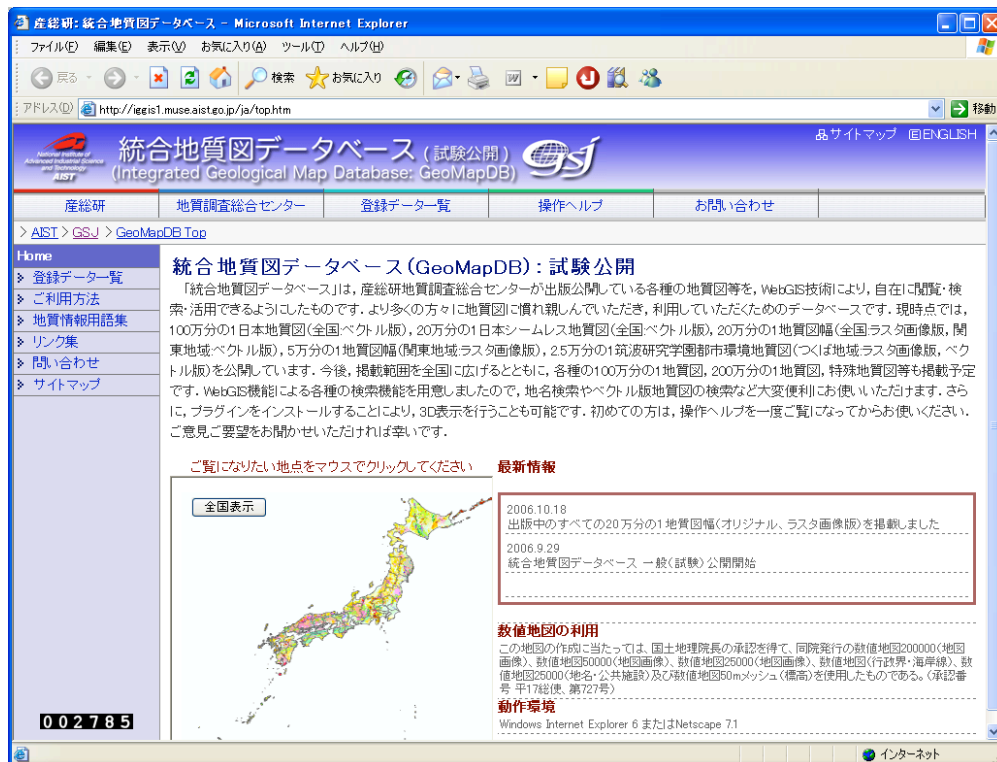 産総研: 統合地質図データベース - Microsoft Internet Explorer
ファイル(F) 編集(E) 表示(V) お気に入り(A) ツール(T) ヘルプ(H)
戻る 検索 お気に入り
アドレス(D) http://iggis1.muse.aist.go.jp/ja/top.htm 移動
サイトマップ ENGLISH
National Institute of Advanced Industrial Science and Technology AIST
統合地質図データベース (試験公開)
(Integrated Geological Map Database: GeoMapDB)
GSJ
産総研 地質調査総合センター 登録データ一覧 操作ヘルプ お問い合わせ
> AIST > GSJ > GeoMapDB Top
Home
登録データ一覧
ご利用方法
地質情報用語集
リンク集
問い合わせ
サイトマップ
002785
統合地質図データベース(GeoMapDB) : 試験公開
「統合地質図データベース」は, 産総研地質調査総合センターが出版公開している各種の地質図等を, WebGIS技術により, 自在に閲覧・検
索・活用できるようにしたものです. より多くの方々に地質図に慣れ親しんでいただき, 利用していただくためのデータベースです. 現時点では,
100万分の1日本地質図(全国:ベクトル版), 20万分の1日本シームレス地質図(全国:ベクトル版), 20万分の1地質図幅(全国:ラスタ画像版, 関
東地域:ベクトル版), 5万分の1地質図幅(関東地域:ラスタ画像版), 2.5万分の1筑波研究学園都市環境地質図(つくば地域:ラスタ画像版, ベク
トル版)を公開しています. 今後, 掲載範囲を全国に広げるとともに, 各種の100万分の1地質図, 200万分の1地質図, 特殊地質図等も掲載予定
です. WebGIS機能による各種の検索機能を用意しましたので, 地名検索やベクトル版地質図の検索など大変便利にお使いいただけます. さら
に, プラグインをインストールすることにより, 3D表示を行うことも可能です. 初めての方は, 操作ヘルプを一度ご覧になってからお使いください.
ご意見ご要望をお聞かせいただければ幸いです.
ご覧になりたい地点をマウスでクリックしてください
全国表示
最新情報
2006.10.18
出版中のすべての20万分の1地質図幅(オリジナル、ラスタ画像版)を掲載しました
2006.9.29
統合地質図データベース 一般(試験)公開開始
数値地図の利用
この地図の作成に当たっては、国土地理院長の承認を得て、同院発行の数値地図200000(地図
画像)、数値地図50000(地図画像)、数値地図25000(地図画像)、数値地図(行政界・海岸線)、数
値地図25000(地名・公共施設)及び数値地図50mメッシュ(標高)を使用したものである。(承認番
号 平17総使、第727号)
動作環境
Windows Internet Explorer 6 またはNetscape 7.1
インターネット